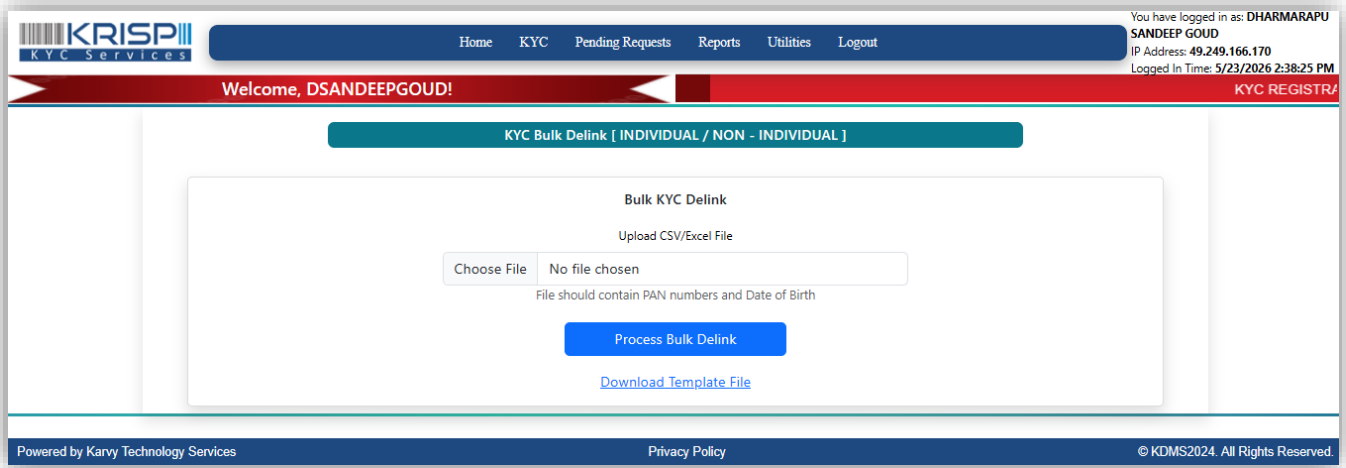 KRISP
KYC Services
Home KYC Pending Requests Reports Utilities Logout
You have logged in as: DHARMARAPU
SANDEEP GOUD
IP Address: 49.249.166.170
Logged In Time: 5/23/2026 2:38:25 PM
Welcome, DSANDEEPGOUD!
KYC REGISTRA
KYC Bulk Delink [ INDIVIDUAL / NON - INDIVIDUAL ]
Bulk KYC Delink
Upload CSV/Excel File
Choose File No file chosen
File should contain PAN numbers and Date of Birth
Process Bulk Delink
Download Template File
Powered by Karvy Technology Services
Privacy Policy
© KDMS2024. All Rights Reserved.